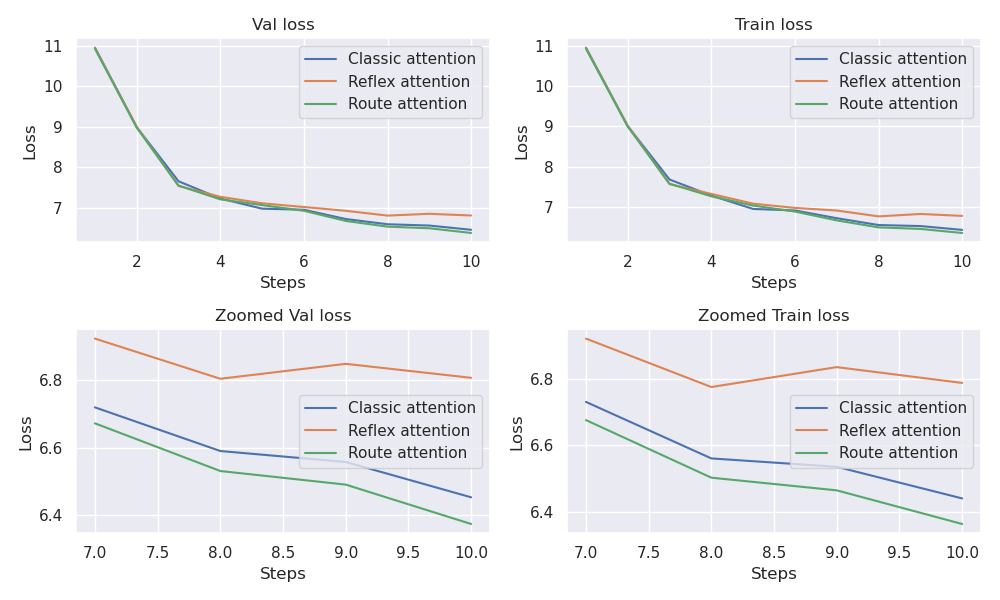 Val loss
11
10
9
8
7
Loss
2
4
6
8
10
Steps
Classic attention
Reflex attention
Route attention
Train loss
11
10
9
8
7
Loss
2
4
6
8
10
Steps
Classic attention
Reflex attention
Route attention
Zoomed Val loss
6.8
6.6
6.4
Loss
7.0
7.5
8.0
8.5
9.0
9.5
10.0
Steps
Classic attention
Reflex attention
Route attention
Zoomed Train loss
6.8
6.6
6.4
Loss
7.0
7.5
8.0
8.5
9.0
9.5
10.0
Steps
Classic attention
Reflex attention
Route attention